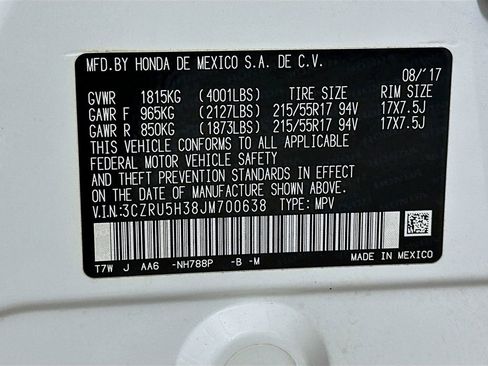 MFD.BY HONDA DE MEXICO S.A. DE C.V.
08/'17
GVWR 1815KG (4001LBS) TIRE SIZE RIM SIZE
GAWR F 965KG (2127LBS) 215/55R17 94V 17X7.5J
GAWR R 850KG (1873LBS) 215/55R17 94V 17X7.5J
THIS VEHICLE CONFORMS TO ALL APPLICABLE
FEDERAL MOTOR VEHICLE SAFETY
AND THEFT PREVENTION STANDARDS IN EFFECT
ON THE DATE OF MANUFACTURE SHOWN ABOVE.
V.I.N.:3CZRU5H38JM700638 TYPE: MPV
T7W J AA6 -NH788P -B -M MADE IN MEXICO